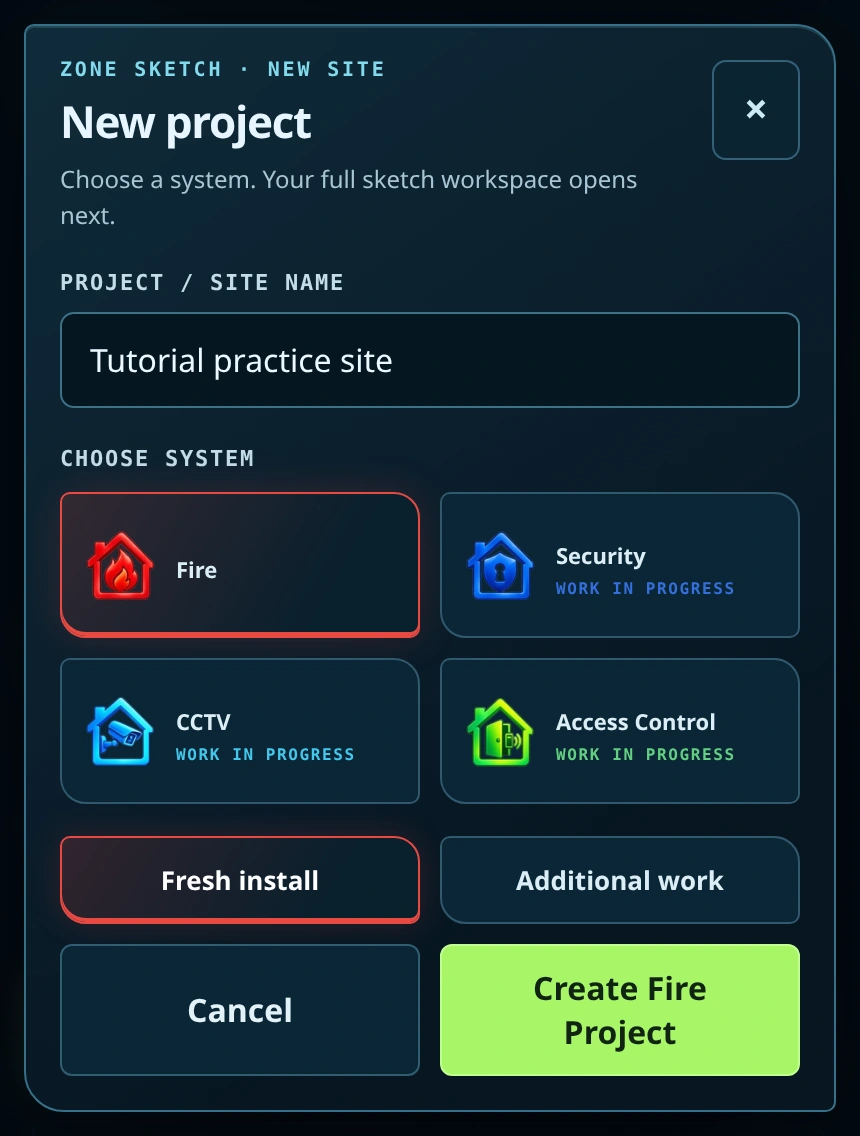 ZONE SKETCH · NEW SITE
New project
×
Choose a system. Your full sketch workspace opens
next.
PROJECT / SITE NAME
Tutorial practice site
CHOOSE SYSTEM
Fire
Security
WORK IN PROGRESS
CCTV
WORK IN PROGRESS
Access Control
WORK IN PROGRESS
Fresh install
Additional work
Cancel
Create Fire
Project